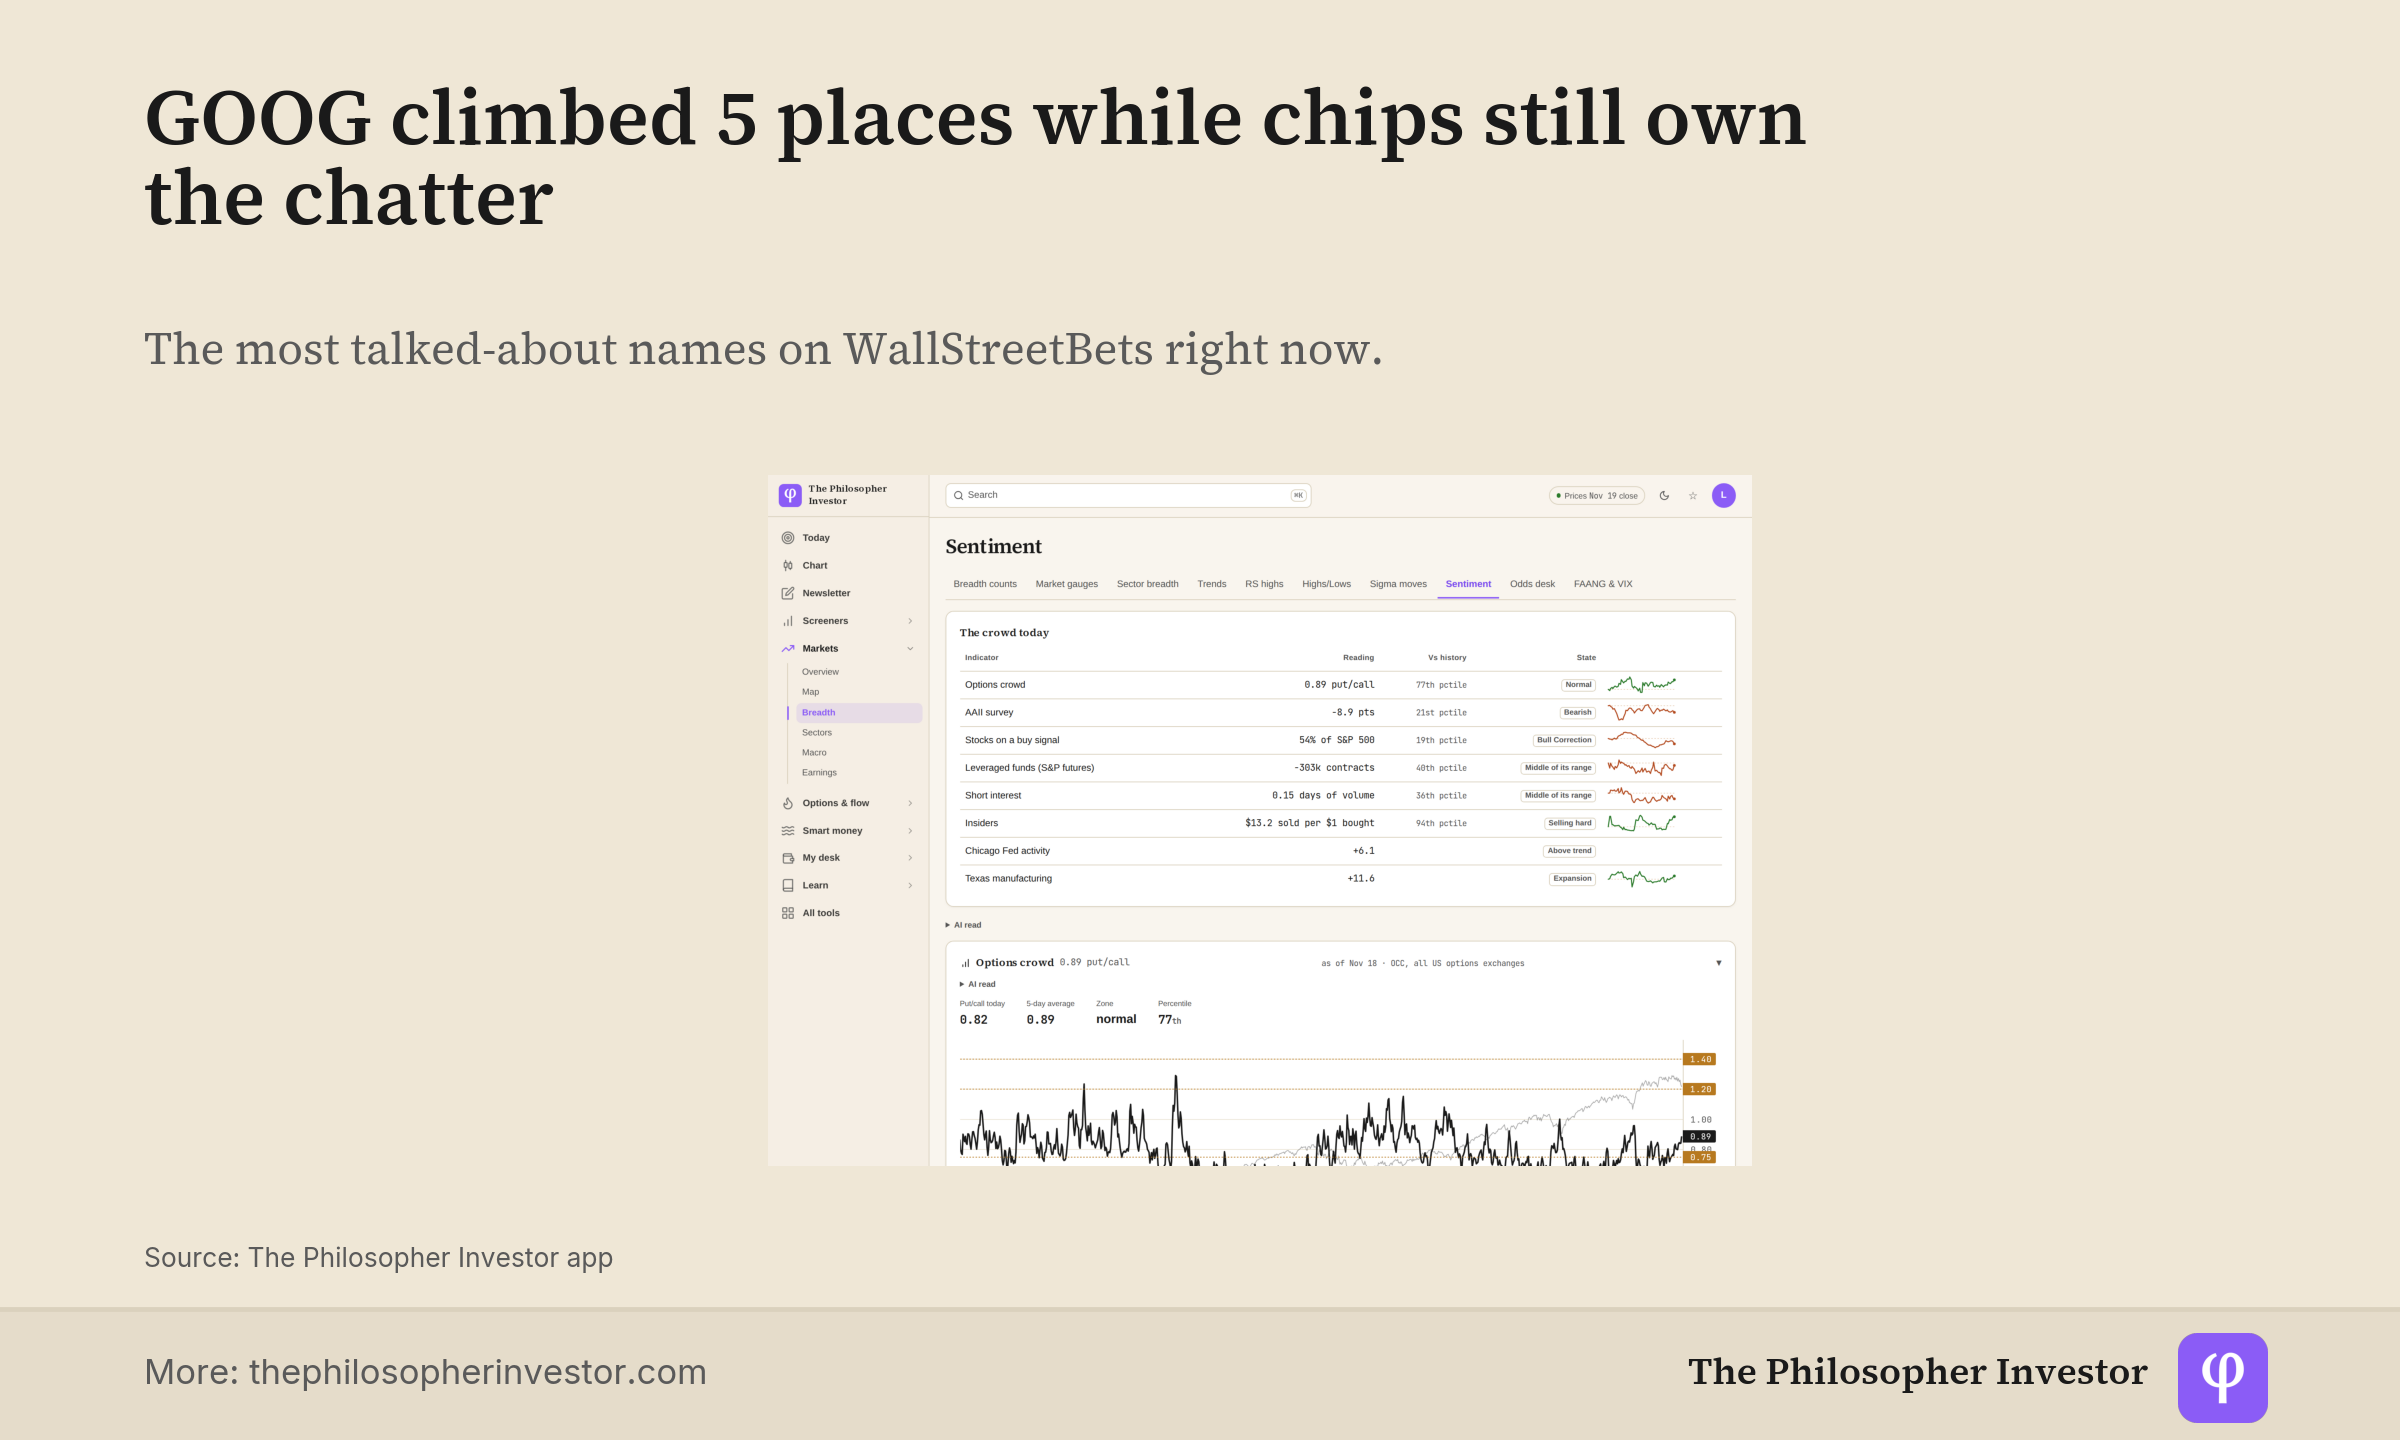 GOOG climbed 5 places while chips still own
the chatter
The most talked-about names on WallStreetBets right now.
φ The Philosopher
Investor
Search ⌘K
Prices Nov 19 close
☆
L
Today
Chart
Newsletter
Screeners
Markets
Overview
Map
Breadth
Sectors
Macro
Earnings
Options & flow
Smart money
My desk
Learn
All tools
Sentiment
Breadth counts Market gauges Sector breadth Trends RS highs Highs/Lows Sigma moves Sentiment Odds desk FAANG & VIX
The crowd today
Indicator Reading Vs history State
Options crowd 0.89 put/call 77th pctile Normal
AAII survey -8.9 pts 21st pctile Bearish
Stocks on a buy signal 54% of S&P 500 19th pctile Bull Correction
Leveraged funds (S&P futures) -303k contracts 40th pctile Middle of its range
Short interest 0.15 days of volume 36th pctile Middle of its range
Insiders $13.2 sold per $1 bought 94th pctile Selling hard
Chicago Fed activity +6.1 Above trend
Texas manufacturing +11.6 Expansion
▶ AI read
Options crowd 0.89 put/call as of Nov 18 · OCC, all US options exchanges ▼
▶ AI read
Put/call today 5-day average Zone Percentile
0.82 0.89 normal 77th
1.40
1.20
1.00
0.89
0.75
Source: The Philosopher Investor app
More: thephilosopherinvestor.com
The Philosopher Investor φ